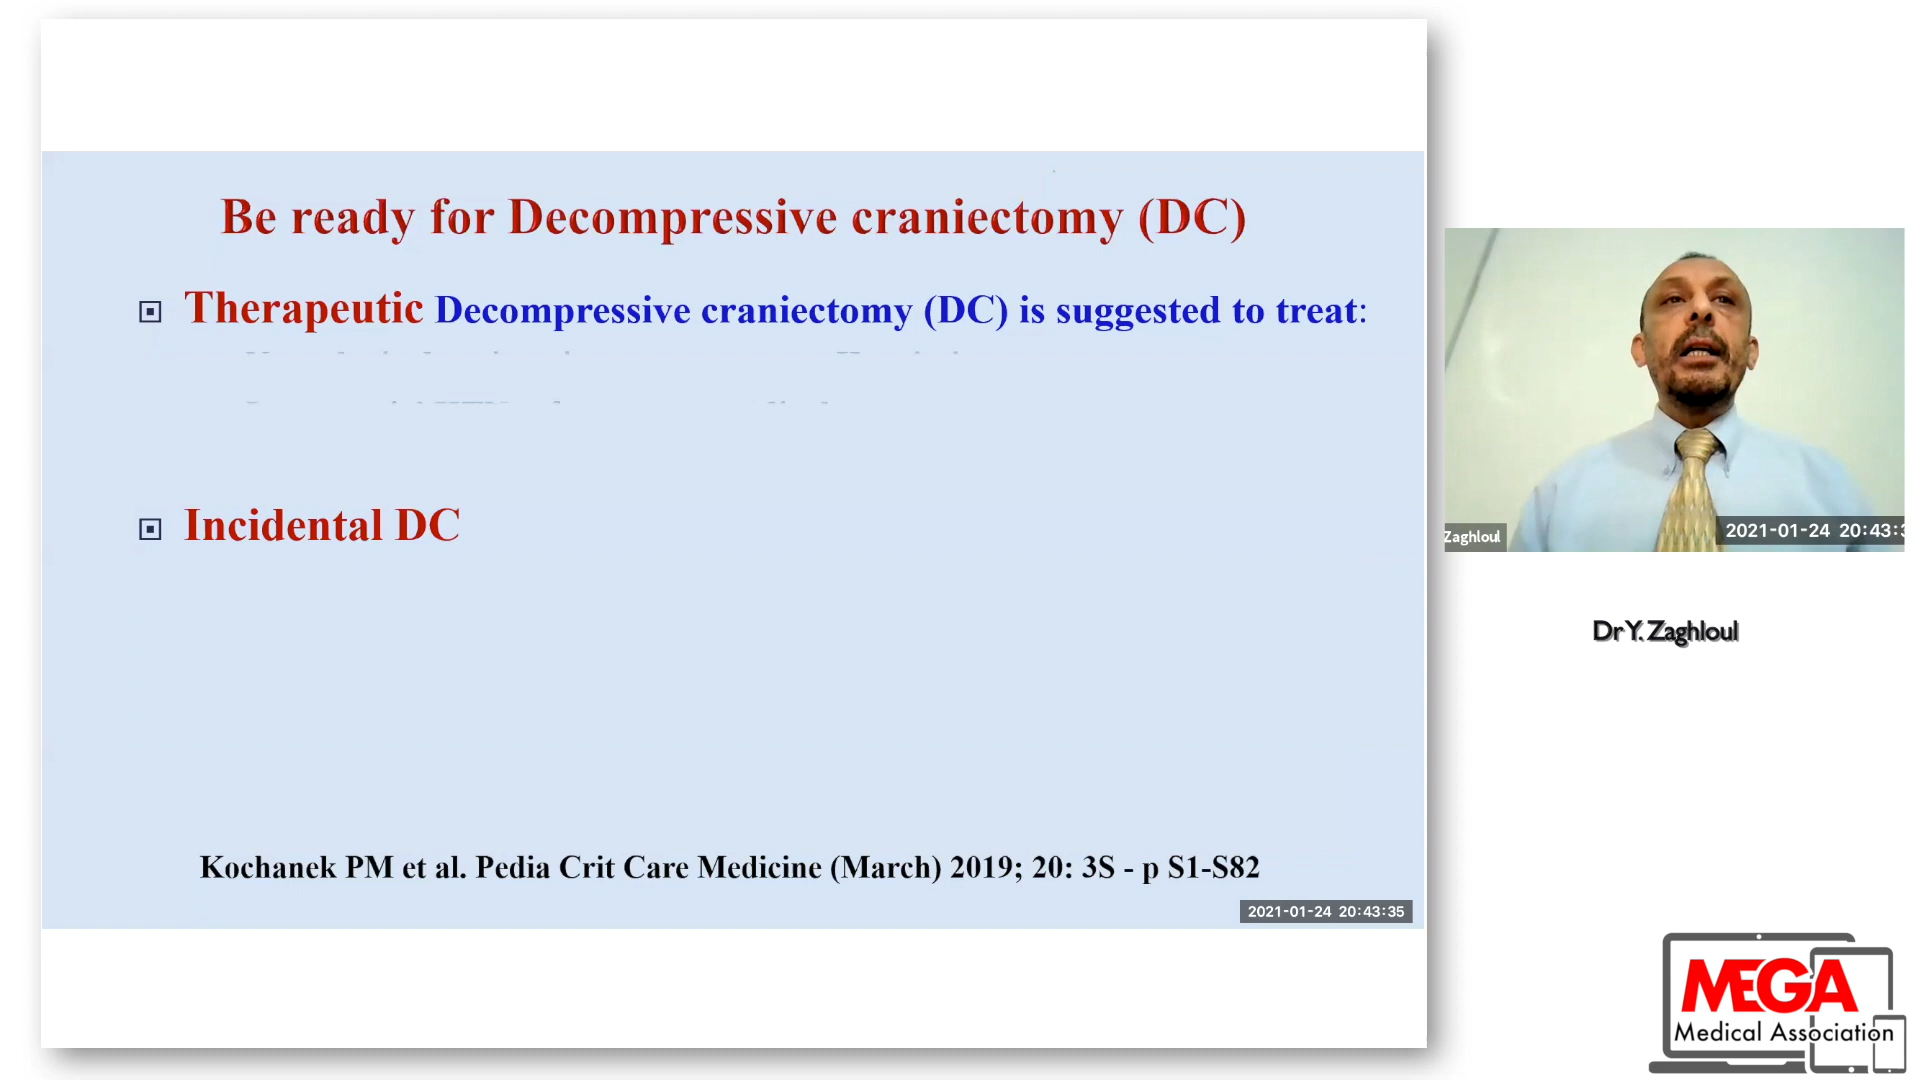 Be ready for Decompressive craniectomy (DC)
Therapeutic Decompressive craniectomy (DC) is suggested to treat:
Incidental DC
Kochanek PM et al. Pedia Crit Care Medicine (March) 2019; 20: 3S - p S1-S82
2021-01-24 20:43:35
Zaghloul
2021-01-24 20:43:3
Dr Y. Zaghloul
MEGA
Medical Association